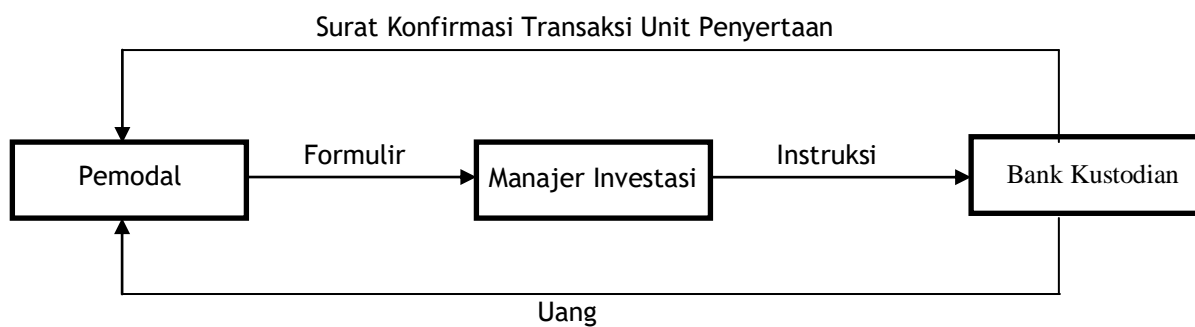 Surat Konfirmasi Transaksi Unit Penyertaan
Pemodal
Formulir
Manajer Investasi
Instruksi
Bank Kustodian
Uang